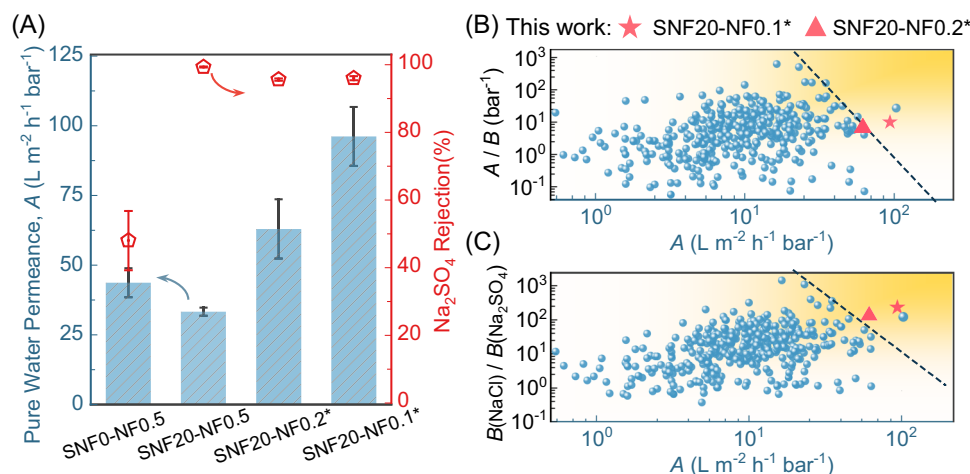 (A)
Pure Water Permeance, A (L m⁻² h⁻¹ bar⁻¹)
125
100
75
50
25
0
100
80
60
40
20
0
Na₂SO₄ Rejection(%)
SNF0-NF0.5
SNF20-NF0.5
SNF20-NF0.2*
SNF20-NF0.1*
(B) This work: SNF20-NF0.1* SNF20-NF0.2*
A / B (bar⁻¹)
10³
10²
10¹
10⁰
10⁻¹
10⁰ 10¹ 10²
A (L m⁻² h⁻¹ bar⁻¹)
(C)
B(NaCl) / B(Na₂SO₄)
10³
10²
10¹
10⁰
10⁻¹
10⁰ 10¹ 10²
A (L m⁻² h⁻¹ bar⁻¹)